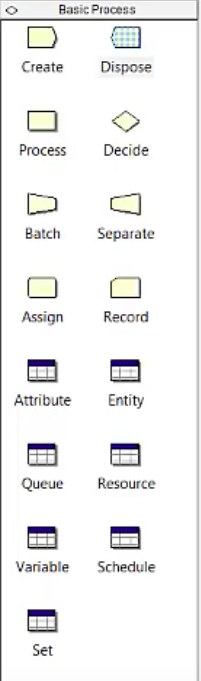 Basic Process
Create Dispose
Process Decide
Batch Separate
Assign Record
Attribute Entity
Queue Resource
Variable Schedule
Set